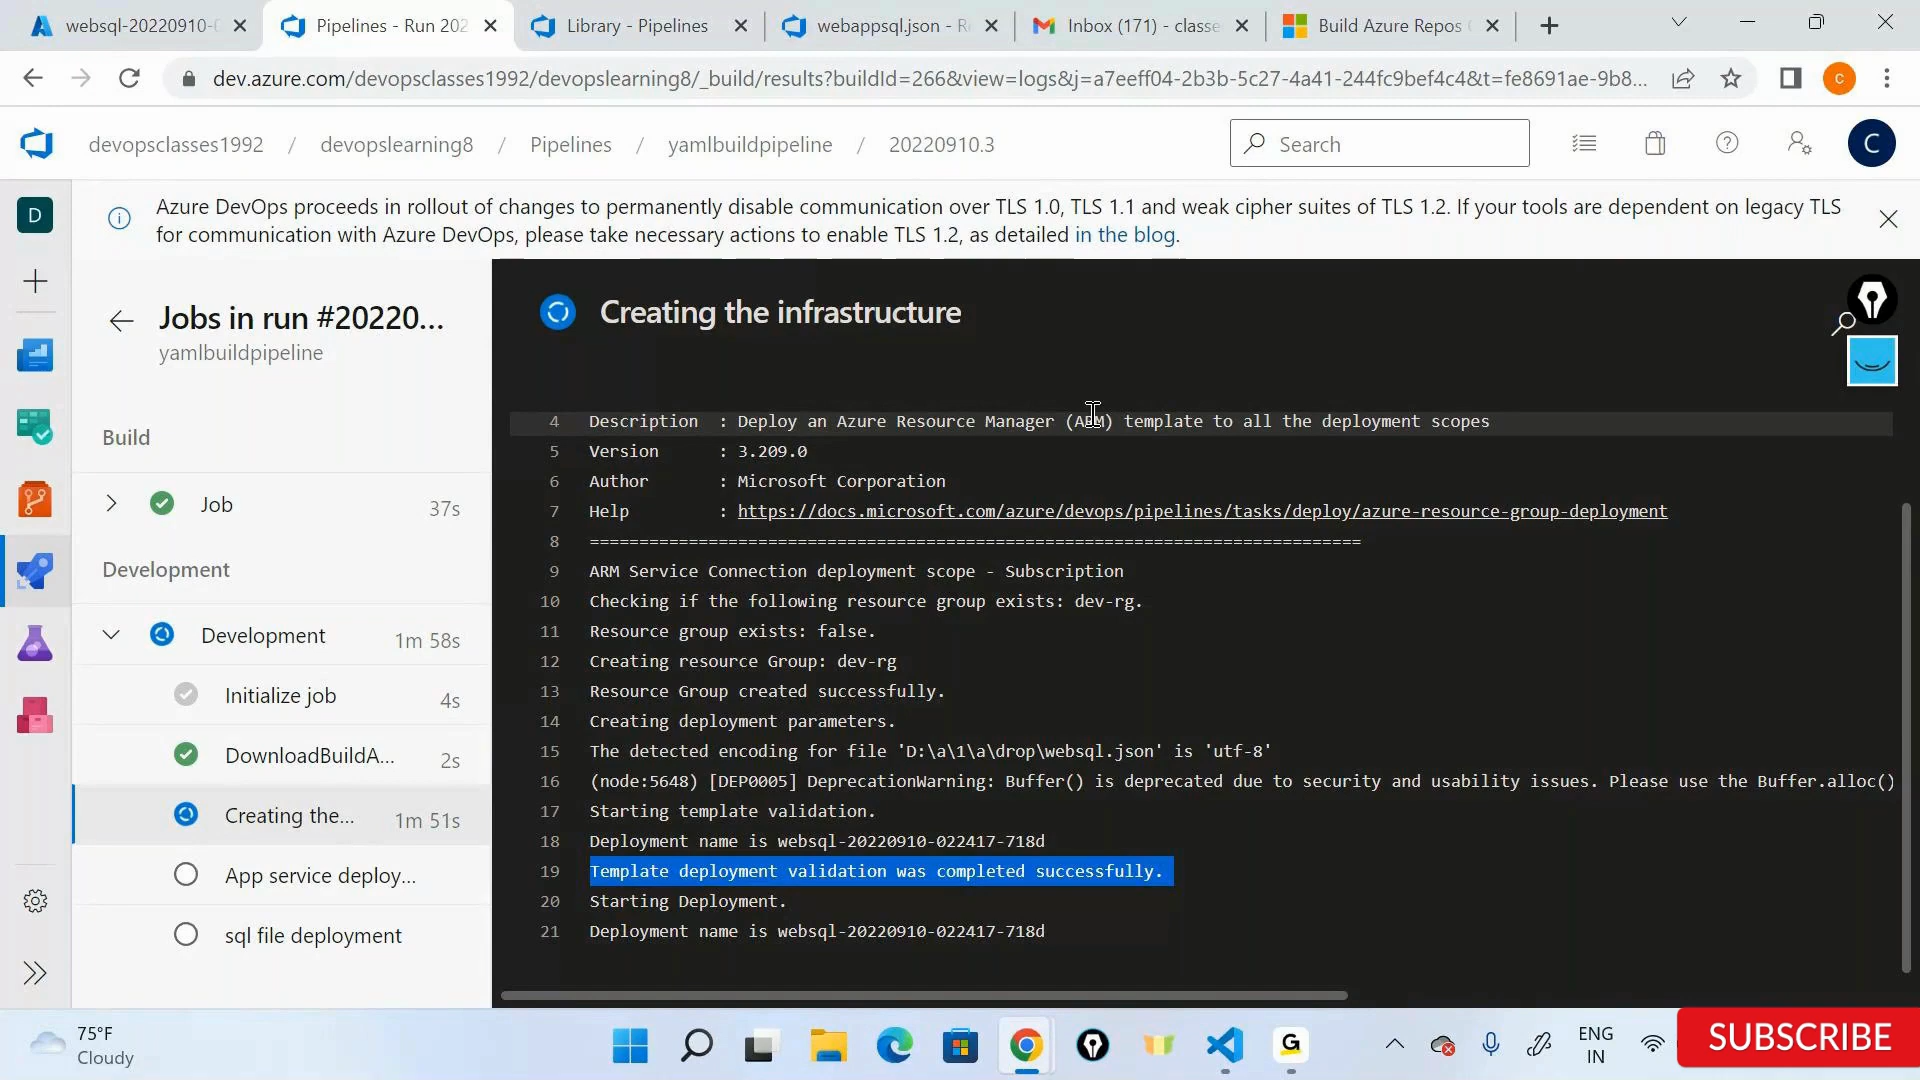 websql-20220910-0
Pipelines - Run 202
Library - Pipelines
webappsql.json - R
Inbox (171) - classe
Build Azure Repos
dev.azure.com/devopsclasses1992/devopslearning8/_build/results?buildId=266&view=logs&j=a7eeff04-2b3b-5c27-4a41-244fc9bef4c4&t=fe8691ae-9b8...
c
devopsclasses1992 / devopslearning8 / Pipelines / yamlbuildpipeline / 20220910.3
Search
C
D
Azure DevOps proceeds in rollout of changes to permanently disable communication over TLS 1.0, TLS 1.1 and weak cipher suites of TLS 1.2. If your tools are dependent on legacy TLS
for communication with Azure DevOps, please take necessary actions to enable TLS 1.2, as detailed in the blog.
Jobs in run #20220...
yamlbuildpipeline
Build
Job 37s
Development
Development 1m 58s
Initialize job 4s
DownloadBuildA... 2s
Creating the... 1m 51s
App service deploy...
sql file deployment
Creating the infrastructure
4 Description : Deploy an Azure Resource Manager (ARM) template to all the deployment scopes
5 Version : 3.209.0
6 Author : Microsoft Corporation
7 Help : https://docs.microsoft.com/azure/devops/pipelines/tasks/deploy/azure-resource-group-deployment
8 ==============================================================================
9 ARM Service Connection deployment scope - Subscription
10 Checking if the following resource group exists: dev-rg.
11 Resource group exists: false.
12 Creating resource Group: dev-rg
13 Resource Group created successfully.
14 Creating deployment parameters.
15 The detected encoding for file 'D:\a\1\a\drop\websql.json' is 'utf-8'
16 (node:5648) [DEP0005] DeprecationWarning: Buffer() is deprecated due to security and usability issues. Please use the Buffer.alloc()
17 Starting template validation.
18 Deployment name is websql-20220910-022417-718d
19 Template deployment validation was completed successfully.
20 Starting Deployment.
21 Deployment name is websql-20220910-022417-718d
75°F
Cloudy
G
ENG
IN
SUBSCRIBE